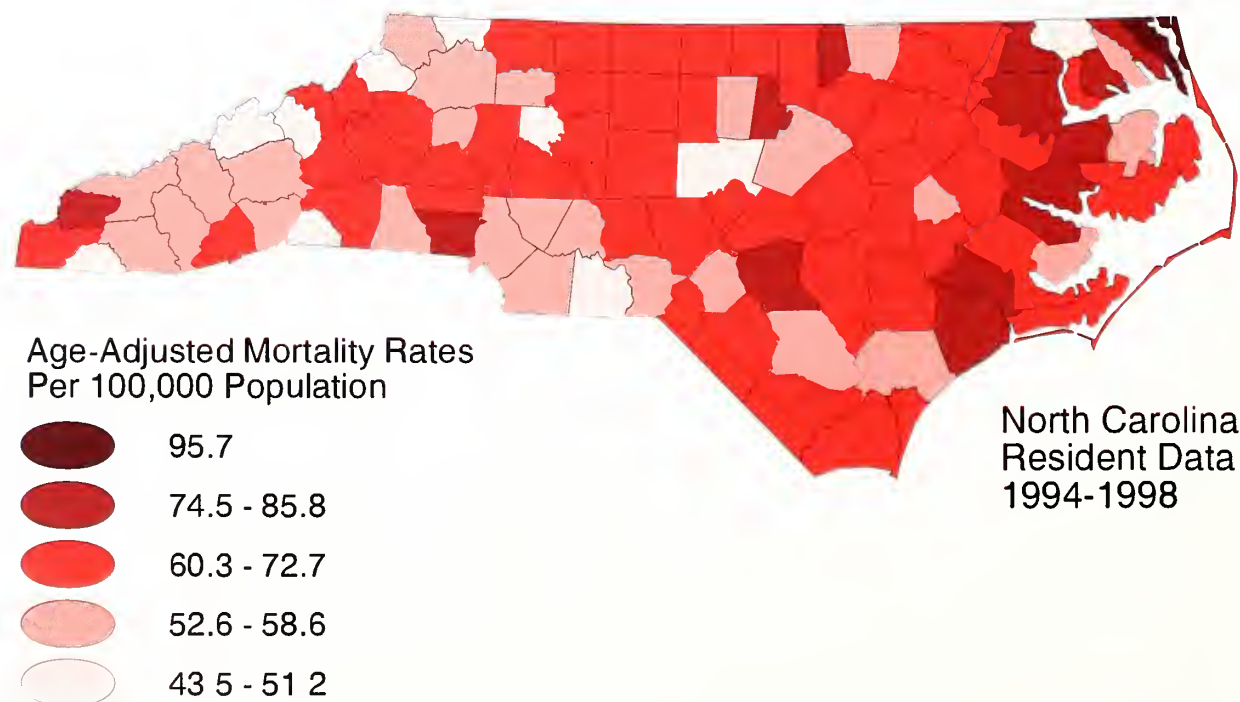 Age-Adjusted Mortality Rates
Per 100,000 Population
95.7
74.5 - 85.8
60.3 - 72.7
52.6 - 58.6
43 5 - 51 2
North Carolina
Resident Data
1994-1998